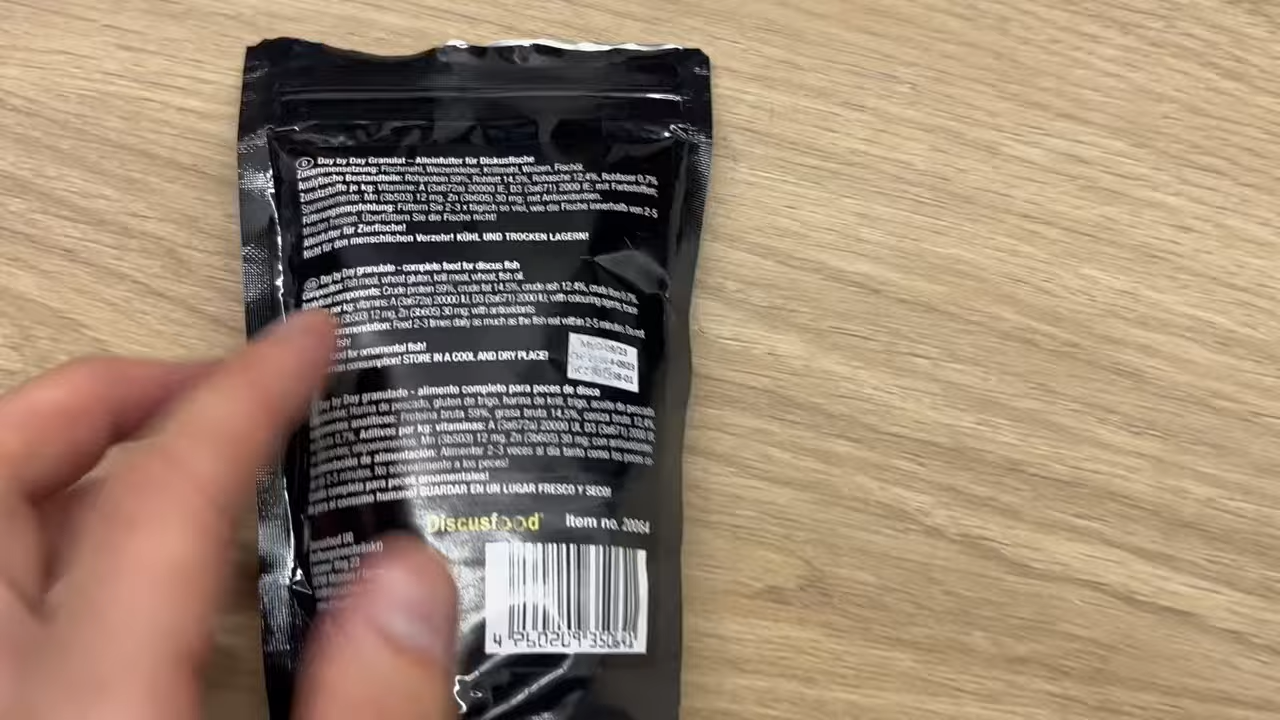 D Day by Day Granulat – Alleinfutter für Diskusfische
Zusammensetzung: Fischmehl, Weizenkleber, Krillmehl, Weizen, Fischöl.
Analytische Bestandteile: Rohprotein 59%, Rohfett 14,5%, Rohasche 12,4%, Rohfaser 0,7%
Zusatzstoffe je kg: Vitamine: A (3a672a) 20000 IE, D3 (3a671) 2000 IE; mit Farbstoffen;
Spurenelemente: Mn (3b503) 12 mg, Zn (3b605) 30 mg; mit Antioxidantien.
Fütterungsempfehlung: Füttern Sie 2-3 x täglich so viel, wie die Fische innerhalb von 2-5
Minuten fressen. Überfüttern Sie die Fische nicht!
Alleinfutter für Zierfische!
Nicht für den menschlichen Verzehr! KÜHL UND TROCKEN LAGERN!
Day by Day granulate - complete feed for discus fish
Composition: Fish meal, wheat gluten, krill meal, wheat, fish oil.
components: Crude protein 59%, crude fat 14.5%, crude ash 12.4%, crude 0.7%
per kg: vitamins: A (3a672a) 20000 IU, D3 (3a671) 2000 IU; with colouring agents; trace
(3b503) 12 mg, Zn (3b605) 30 mg; with antioxidants
Feed 2-3 times daily as much as the fish eat within 2-5 minutes. Do not
fish!
for ornamental fish!
consumption! STORE IN A COOL AND DRY PLACE!
Day by Day granulado - alimento completo para peces de disco
Harina de pescado, gluten de trigo, harina de krill, trigo, aceite de pescado
analíticos: Proteína bruta 59%, grasa bruta 14,5%, ceniza bruta 12,4%
0,7%. Aditivos por kg: vitaminas: A (3a672a) 20000 UI, D3 (3a671) 2000
oligoelementos: Mn (3b503) 12 mg, Zn (3b605) 30 mg; con antioxidantes
de alimentación: Alimentar 2-3 veces al día tanto como los peces
2-5 minutos. No sobrealimente a los peces!
completa para peces ornamentales!
para el consumo humano! GUARDAR EN UN LUGAR FRESCO Y SECO!
Discusfood Item no. 20064